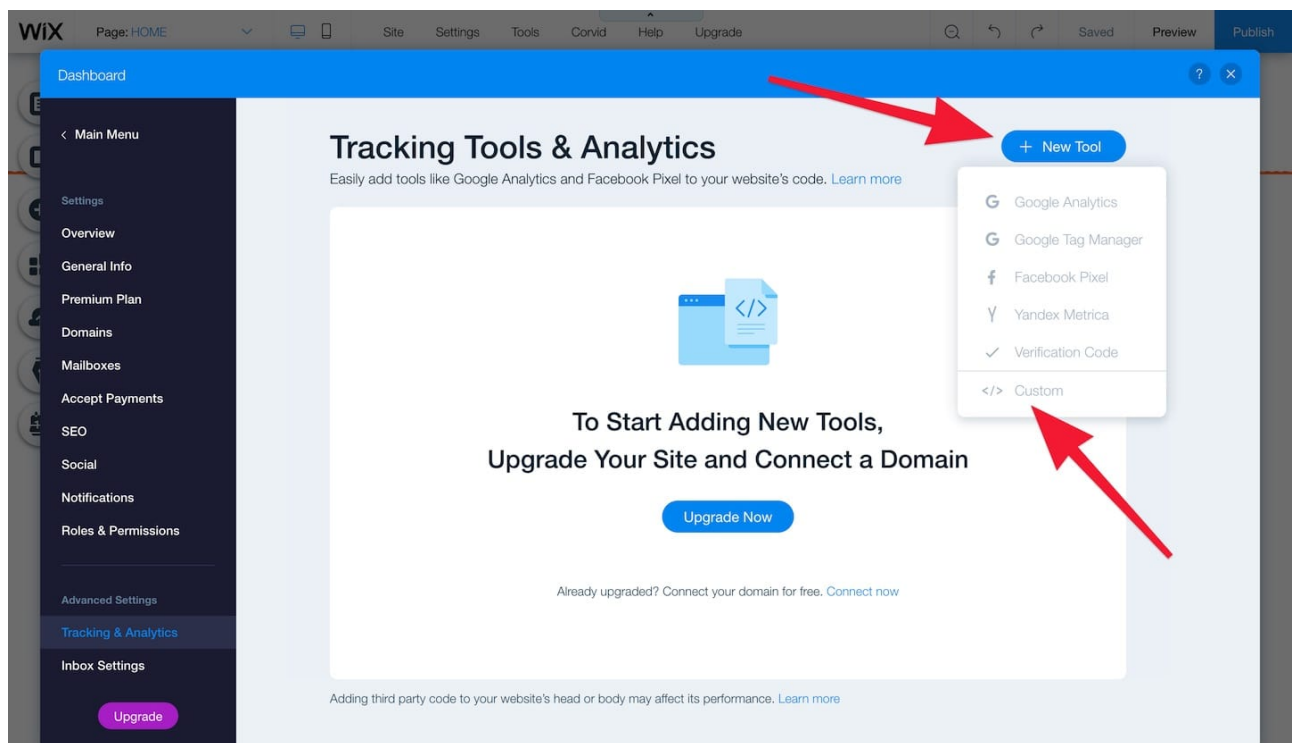 WiX
Page: HOME
Site
Settings
Tools
Corvid
Help
Upgrade
Saved
Preview
Publish
Dashboard
?
< Main Menu
Settings
Overview
General Info
Premium Plan
Domains
Mailboxes
Accept Payments
SEO
Social
Notifications
Roles & Permissions
Advanced Settings
Tracking & Analytics
Inbox Settings
Upgrade
Tracking Tools & Analytics
Easily add tools like Google Analytics and Facebook Pixel to your website's code. Learn more
+ New Tool
G Google Analytics
G Google Tag Manager
f Facebook Pixel
Y Yandex Metrica
Verification Code
</> Custom
</>
To Start Adding New Tools,
Upgrade Your Site and Connect a Domain
Upgrade Now
Already upgraded? Connect your domain for free. Connect now
Adding third party code to your website's head or body may affect its performance. Learn more